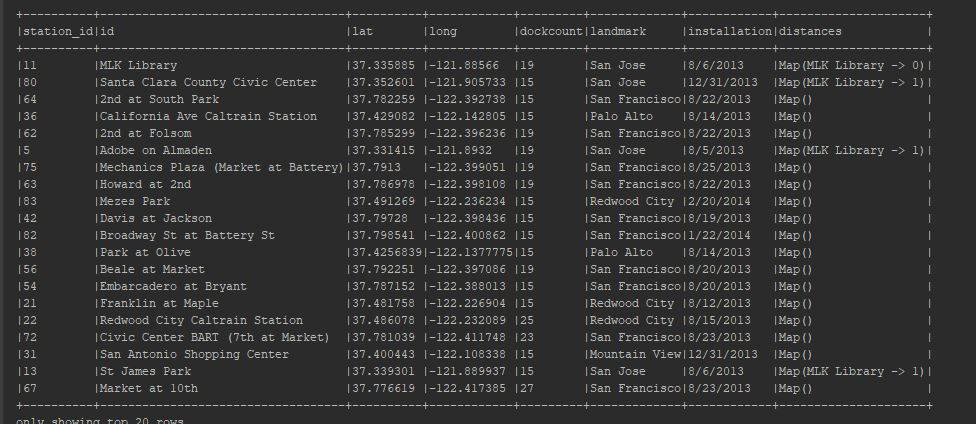 +----------+-----------------------------------+----------+------------+---------+-------------+------------+---------------------+
|station_id|id                                 |lat       |long        |dockcount|landmark     |installation|distances            |
+----------+-----------------------------------+----------+------------+---------+-------------+------------+---------------------+
|11        |MLK Library                        |37.335885 |-121.88566  |19       |San Jose     |8/6/2013    |Map(MLK Library -> 0)|
|80        |Santa Clara County Civic Center    |37.352601 |-121.905733 |15       |San Jose     |12/31/2013  |Map(MLK Library -> 1)|
|64        |2nd at South Park                  |37.782259 |-122.392738 |15       |San Francisco|8/22/2013   |Map()                |
|36        |California Ave Caltrain Station    |37.429082 |-122.142805 |15       |Palo Alto    |8/14/2013   |Map()                |
|62        |2nd at Folsom                      |37.785299 |-122.396236 |19       |San Francisco|8/22/2013   |Map()                |
|5         |Adobe on Almaden                   |37.331415 |-121.8932   |19       |San Jose     |8/5/2013    |Map(MLK Library -> 1)|
|75        |Mechanics Plaza (Market at Battery)|37.7913   |-122.399051 |19       |San Francisco|8/25/2013   |Map()                |
|63        |Howard at 2nd                      |37.786978 |-122.398108 |19       |San Francisco|8/22/2013   |Map()                |
|83        |Mezes Park                         |37.491269 |-122.236234 |15       |Redwood City |2/20/2014   |Map()                |
|42        |Davis at Jackson                   |37.79728  |-122.398436 |15       |San Francisco|8/19/2013   |Map()                |
|82        |Broadway St at Battery St          |37.798541 |-122.400862 |15       |San Francisco|1/22/2014   |Map()                |
|38        |Park at Olive                      |37.4256839|-122.1377775|15       |Palo Alto    |8/14/2013   |Map()                |
|56        |Beale at Market                    |37.792251 |-122.397086 |19       |San Francisco|8/20/2013   |Map()                |
|54        |Embarcadero at Bryant              |37.787152 |-122.388013 |15       |San Francisco|8/20/2013   |Map()                |
|21        |Franklin at Maple                  |37.481758 |-122.226904 |15       |Redwood City |8/12/2013   |Map()                |
|22        |Redwood City Caltrain Station      |37.486078 |-122.232089 |25       |Redwood City |8/15/2013   |Map()                |
|72        |Civic Center BART (7th at Market)  |37.781039 |-122.411748 |23       |San Francisco|8/23/2013   |Map()                |
|31        |San Antonio Shopping Center        |37.400443 |-122.108338 |15       |Mountain View|12/31/2013  |Map()                |
|13        |St James Park                      |37.339301 |-121.889937 |15       |San Jose     |8/6/2013    |Map(MLK Library -> 1)|
|67        |Market at 10th                     |37.776619 |-122.417385 |27       |San Francisco|8/23/2013   |Map()                |
+----------+-----------------------------------+----------+------------+---------+-------------+------------+---------------------+
only showing top 20 rows